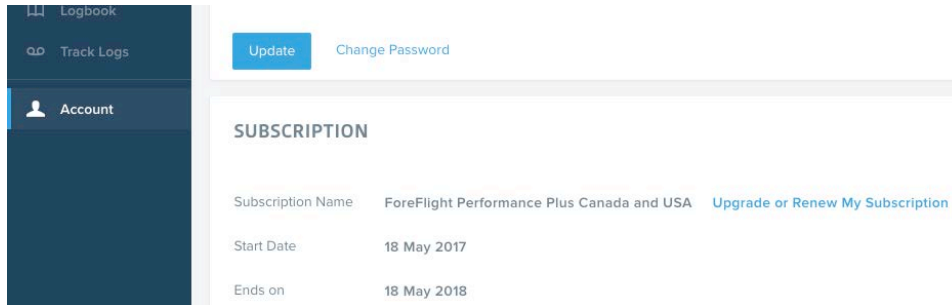 Logbook
Track Logs
Account
Update Change Password
SUBSCRIPTION
Subscription Name ForeFlight Performance Plus Canada and USA Upgrade or Renew My Subscription
Start Date 18 May 2017
Ends on 18 May 2018